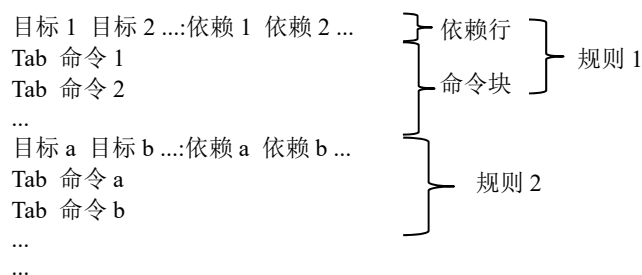 目标 1 目标 2 ...:依赖 1 依赖 2 ... 依赖行
Tab 命令 1 规则 1
Tab 命令 2 命令块
...
目标 a 目标 b ...:依赖 a 依赖 b ...
Tab 命令 a 规则 2
Tab 命令 b
...
...